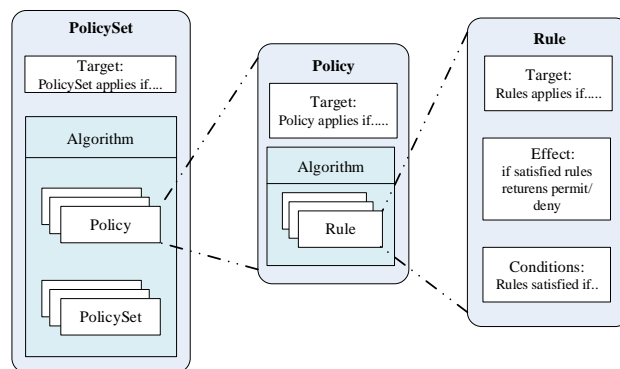 PolicySet
Target:
PolicySet applies if....
Algorithm
Policy
PolicySet
Policy
Target:
Policy applies if.....
Algorithm
Rule
Rule
Target:
Rules applies if.....
Effect:
if satisfied rules
returens permit/
deny
Conditions:
Rules satisfied if..